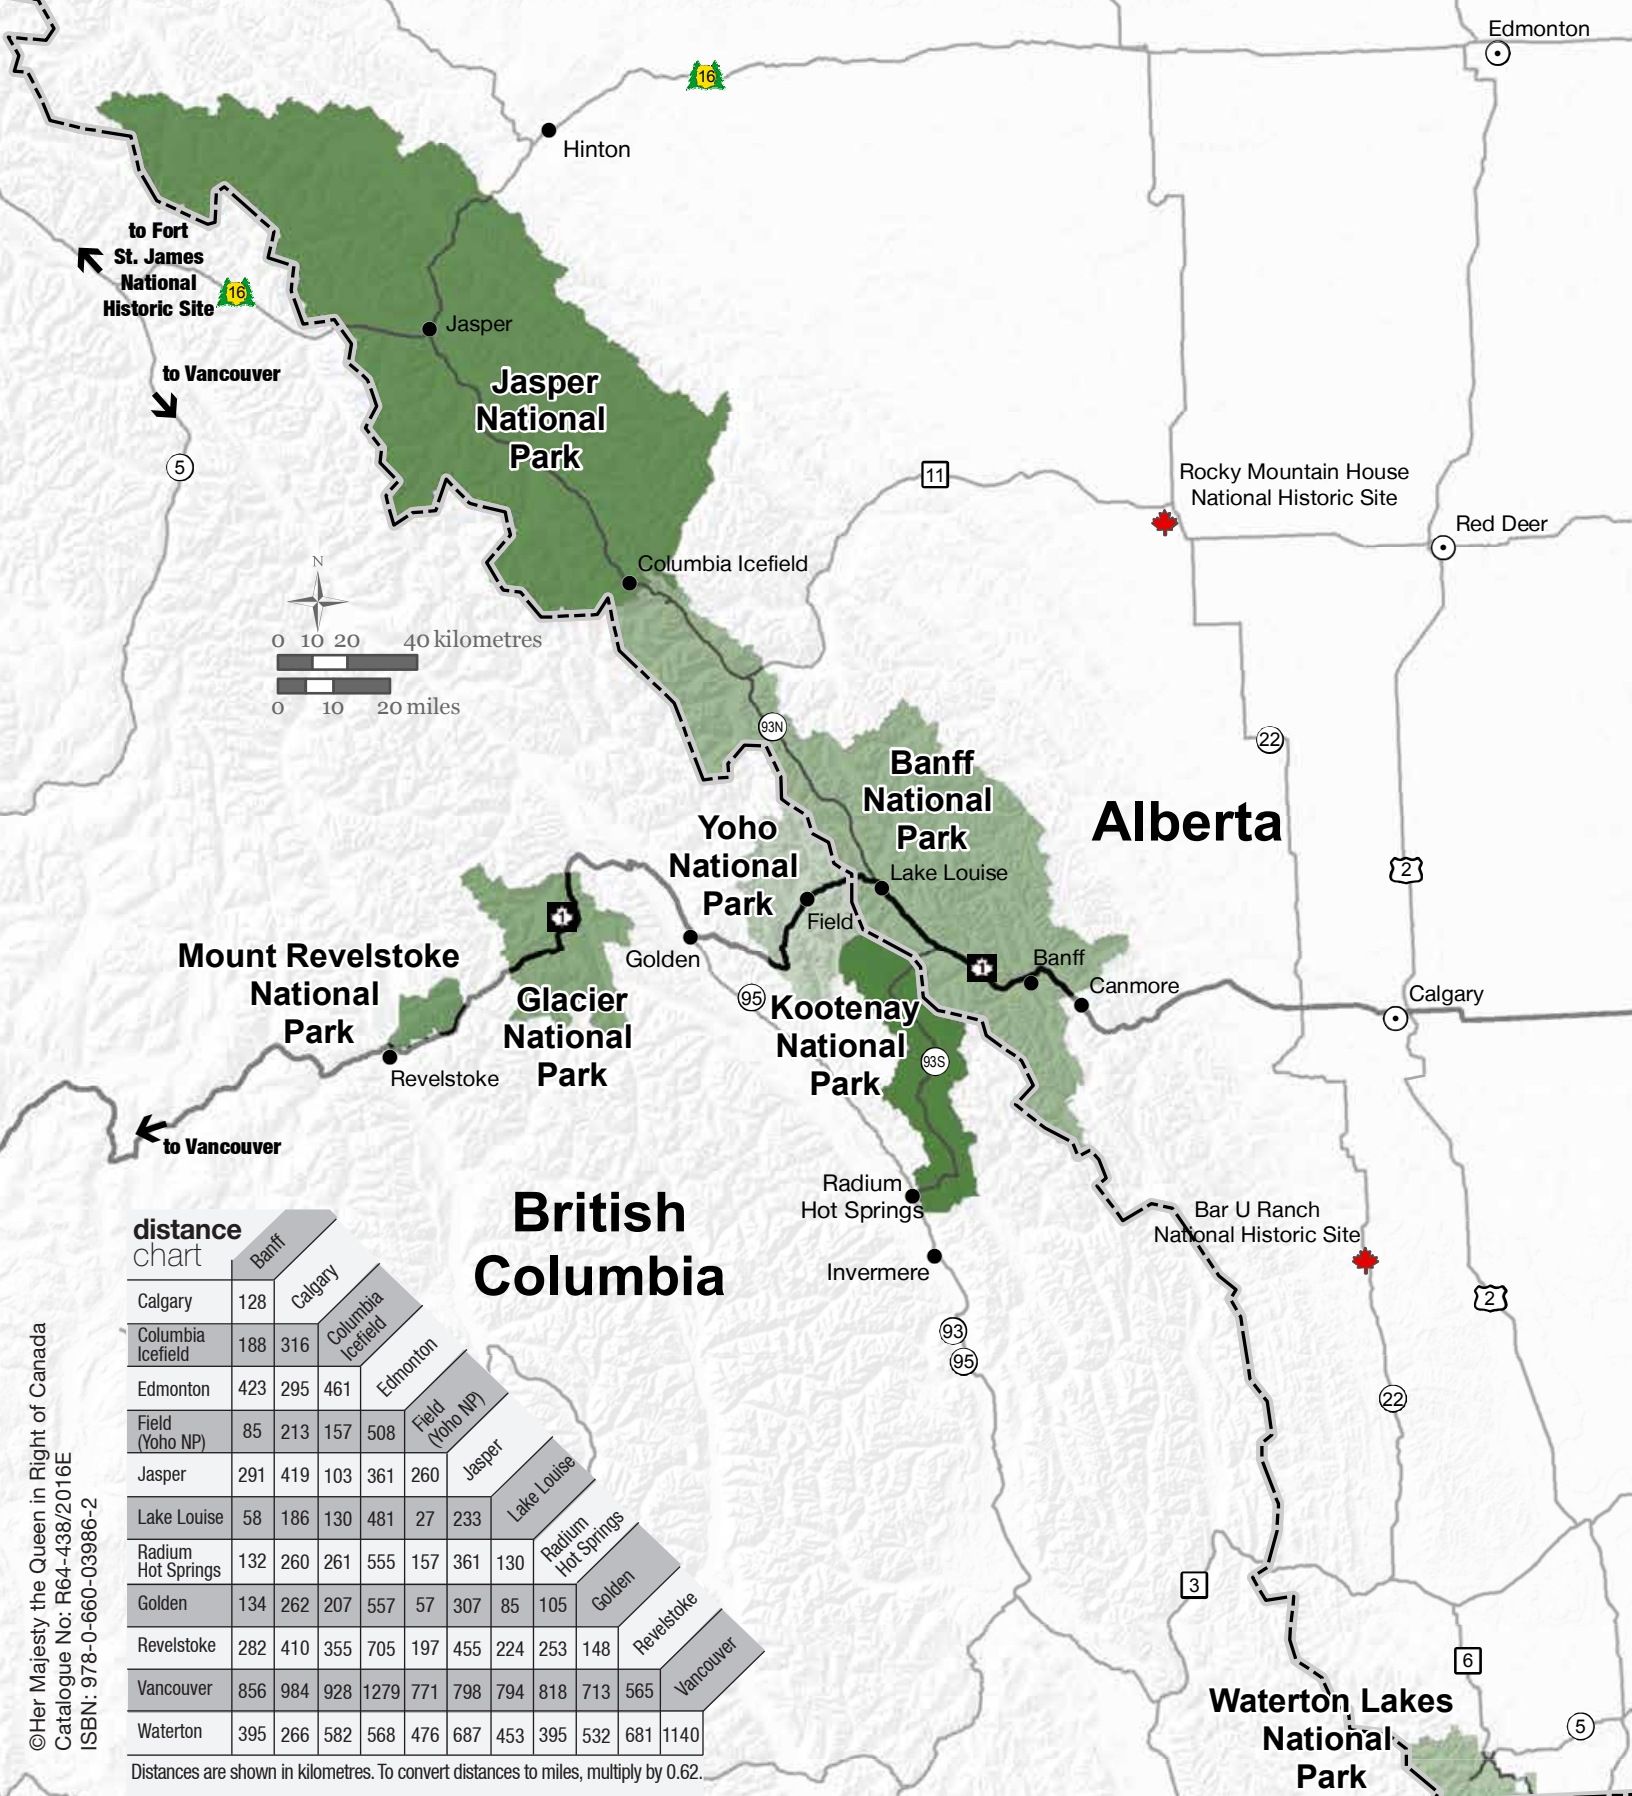 Edmonton
16
Hinton
to Fort
St. James
National
Historic Site
16
Jasper
to Vancouver
5
Jasper
National
Park
11
Rocky Mountain House
National Historic Site
Red Deer
Columbia Icefield
N
0 10 20 40 kilometres
0 10 20 miles
93N
22
Banff
National
Park
Alberta
Yoho
National
Park
2
Lake Louise
Field
1
Golden
Mount Revelstoke
National
Park
1
Banff
Canmore
Calgary
95
Glacier
National
Park
Kootenay
National
Park
93S
Revelstoke
to Vancouver
Radium
Hot Springs
British
Columbia
Bar U Ranch
National Historic Site
Invermere
2
93
95
22
3
6
5
Waterton Lakes
National
Park
distance
chart
Banff
Calgary
Columbia
Icefield
Edmonton
Field
(Yoho NP)
Jasper
Lake Louise
Radium
Hot Springs
Golden
Revelstoke
Vancouver
Calgary 128
Columbia
Icefield 188 316
Edmonton 423 295 461
Field
(Yoho NP) 85 213 157 508
Jasper 291 419 103 361 260
Lake Louise 58 186 130 481 27 233
Radium
Hot Springs 132 260 261 555 157 361 130
Golden 134 262 207 557 57 307 85 105
Revelstoke 282 410 355 705 197 455 224 253 148
Vancouver 856 984 928 1279 771 798 794 818 713 565
Waterton 395 266 582 568 476 687 453 395 532 681 1140
Distances are shown in kilometres. To convert distances to miles, multiply by 0.62.
©Her Majesty the Queen in Right of Canada
Catalogue No: R64-438/2016E
ISBN: 978-0-660-03986-2